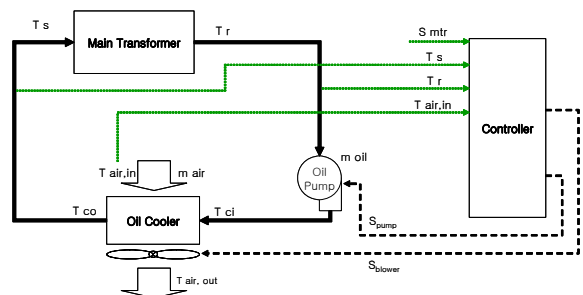 T s
Main Transformer
T r
S mtr
T s
T r
T air,in
Controller
T air,in
m air
Oil
Pump
m oil
T co
Oil Cooler
T ci
S pump
S blower
T air, out